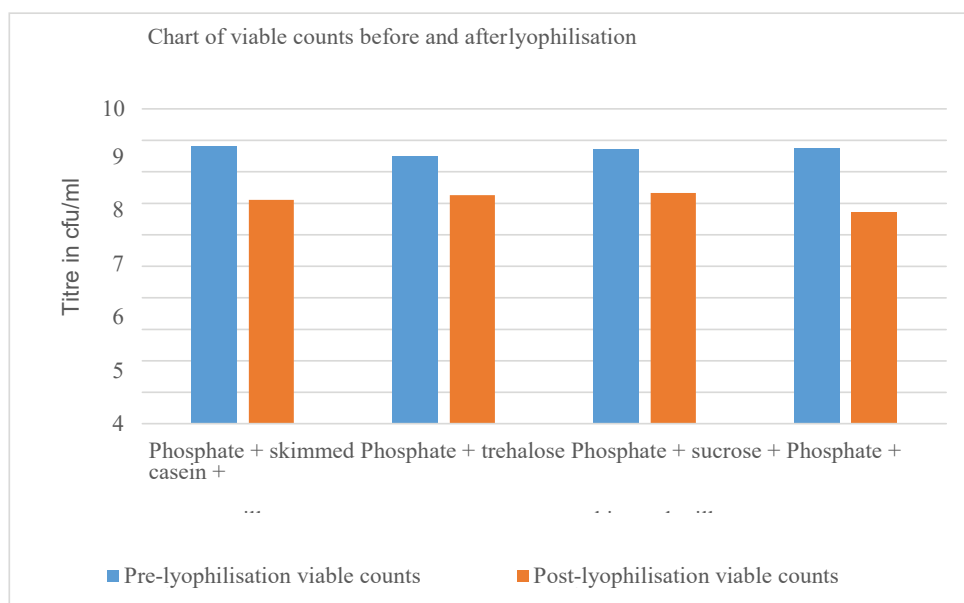 Chart of viable counts before and afterlyophilisation
10
9
8
7
6
5
4
Titre in cfu/ml
Phosphate + skimmed Phosphate + trehalose Phosphate + sucrose + Phosphate +
casein +
Pre-lyophilisation viable counts
Post-lyophilisation viable counts